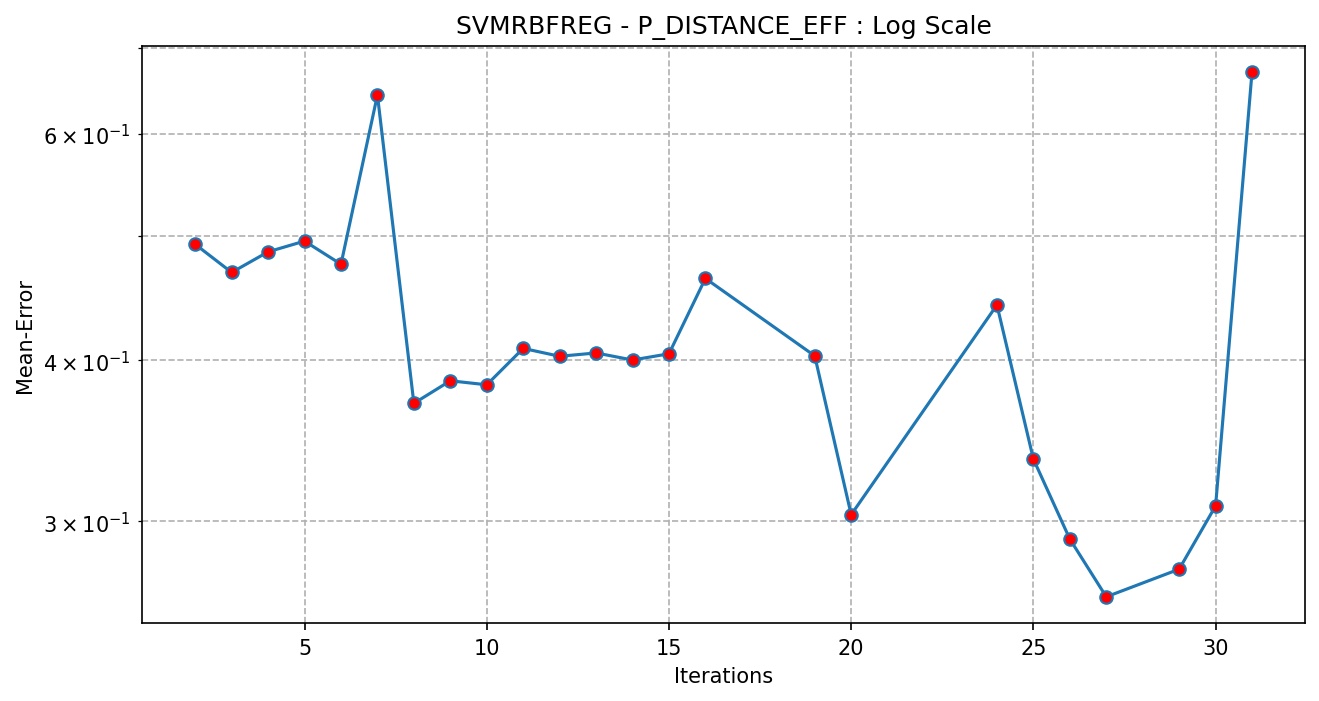 SVMRBFREG - P_DISTANCE_EFF : Log Scale
Mean-Error
6 × 10⁻¹
4 × 10⁻¹
3 × 10⁻¹
5 10 15 20 25 30
Iterations